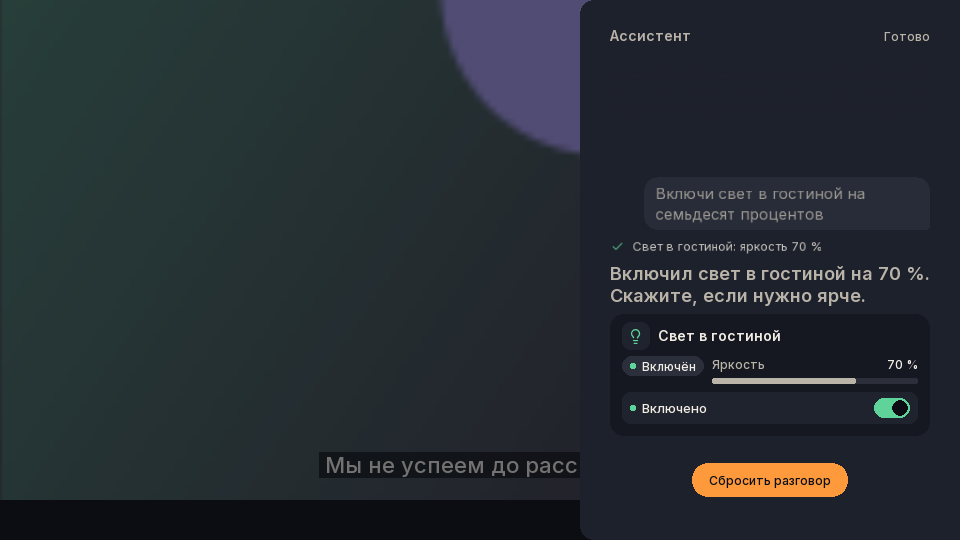 Ассистент
Готово
Включи свет в гостиной на
семьдесят процентов
Свет в гостиной: яркость 70 %
Включил свет в гостиной на 70 %.
Скажите, если нужно ярче.
Свет в гостиной
Включён
Яркость
70 %
Включено
Мы не успеем до расс
Сбросить разговор